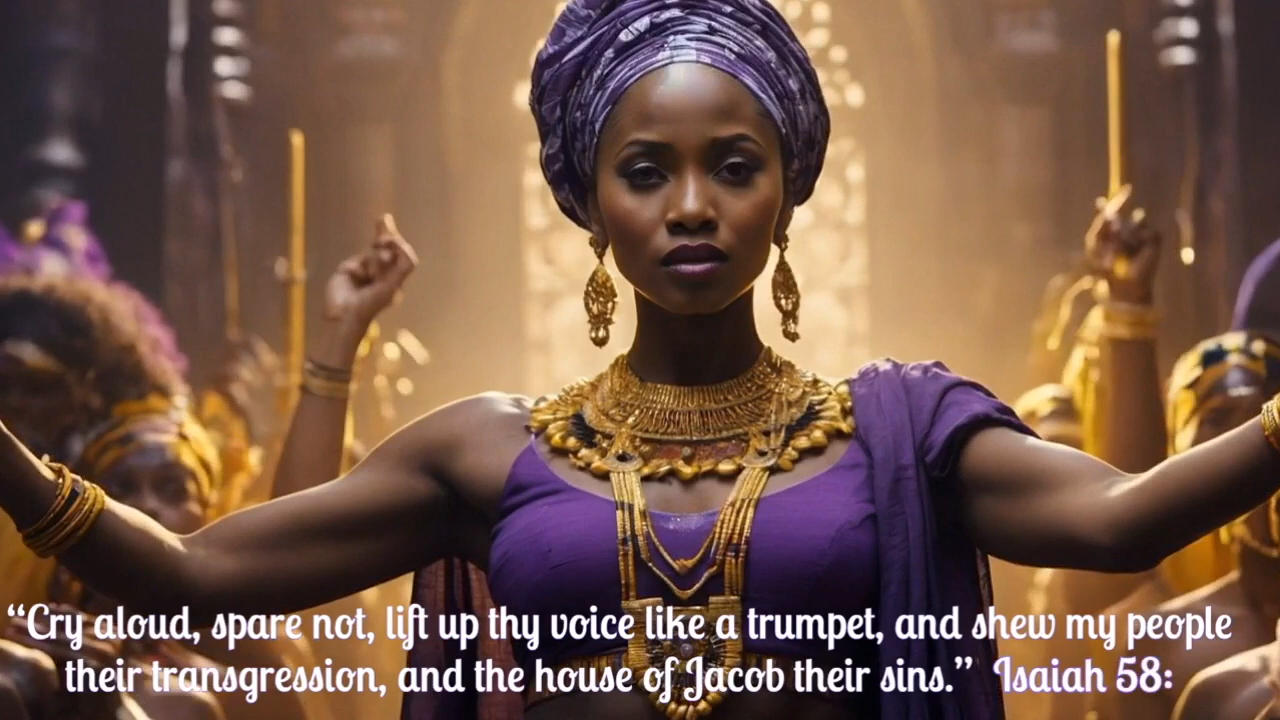 “Cry aloud, spare not, lift up thy voice like a trumpet, and shew my people
their transgression, and the house of Jacob their sins.” Isaiah 58: